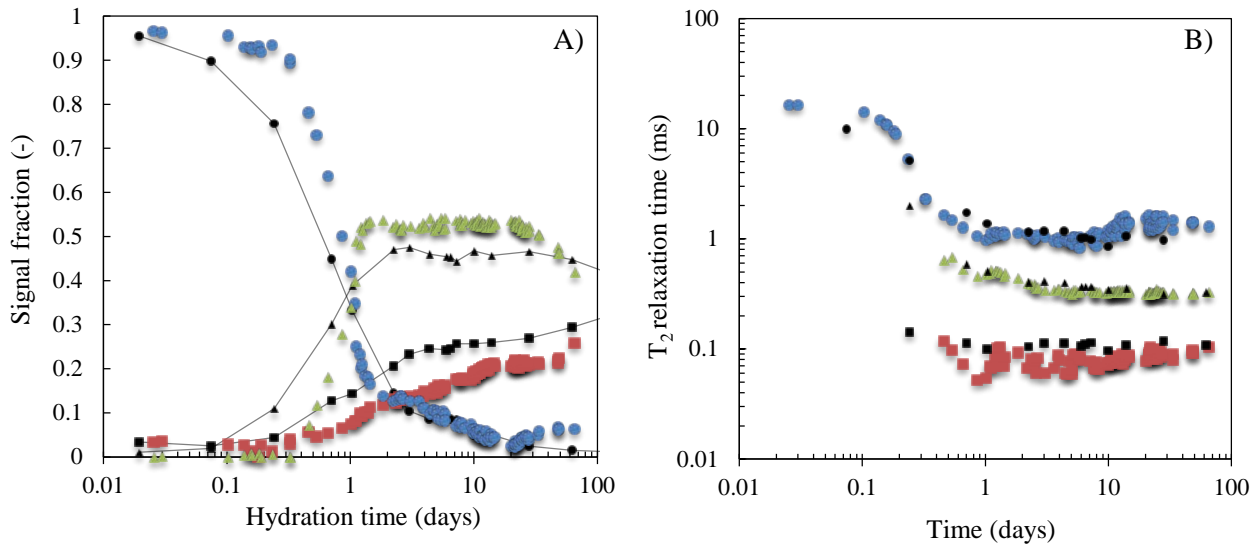 A)
Signal fraction (-)
1
0.9
0.8
0.7
0.6
0.5
0.4
0.3
0.2
0.1
0
0.01 0.1 1 10 100
Hydration time (days)
B)
T2 relaxation time (ms)
100
10
1
0.1
0.01
0.01 0.1 1 10 100
Time (days)